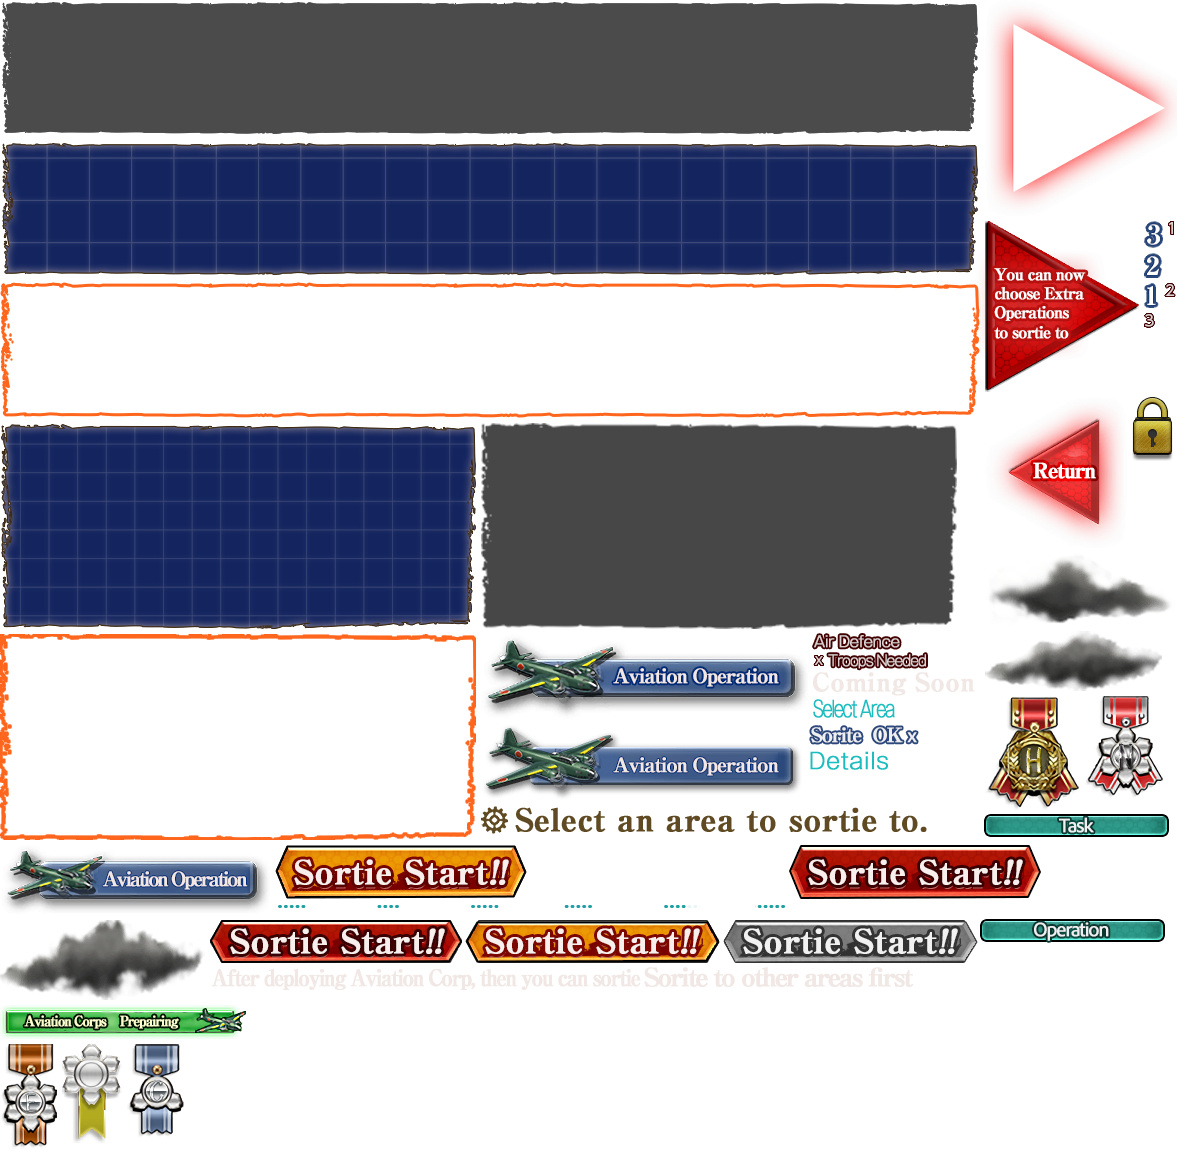 3 1
2
1 2
3
You can now
choose Extra
Operations
to sortie to
Return
Air Defence
x Troops Needed
Coming Soon
Aviation Operation
Select Area
Sorite OK x
Details
Aviation Operation
H
N
Select an area to sortie to.
Task
Aviation Operation
Sortie Start!!
Sortie Start!!
Sortie Start!!
Sortie Start!!
Sortie Start!!
Operation
After deploying Aviation Corp, then you can sortie Sorite to other areas first
Aviation Corps Prepairing
E
C